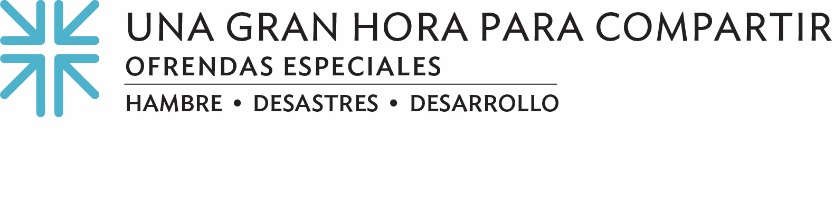 UNA GRAN HORA PARA COMPARTIR
OFRENDAS ESPECIALES
HAMBRE • DESASTRES • DESARROLLO